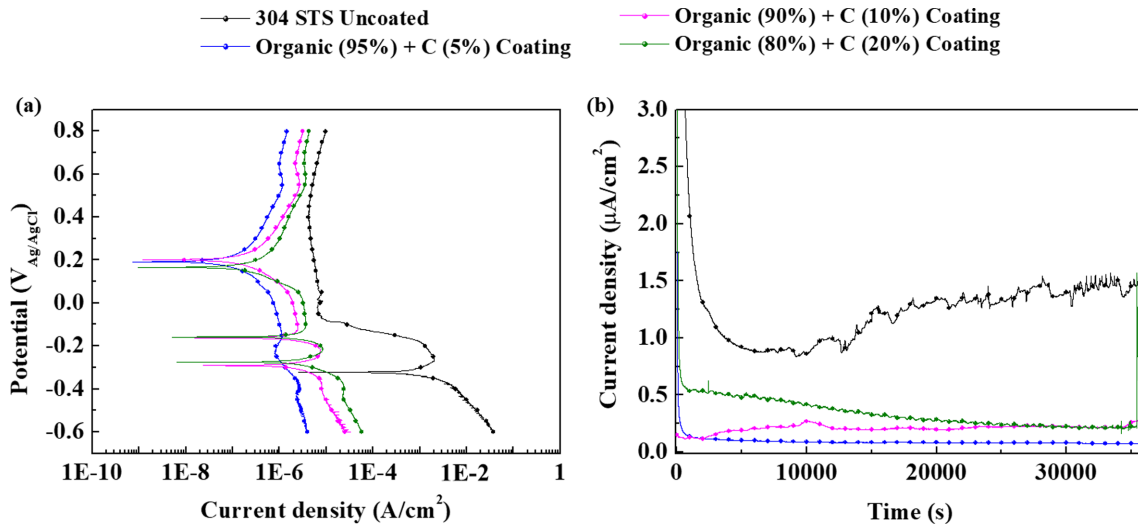 304 STS Uncoated
Organic (90%) + C (10%) Coating
Organic (95%) + C (5%) Coating
Organic (80%) + C (20%) Coating
(a)
(b)
0.8
0.6
0.4
0.2
0.0
-0.2
-0.4
-0.6
Potential (V_Ag/AgCl)
1E-10
1E-8
1E-6
1E-4
0.01
1
Current density (A/cm²)
3.0
2.5
2.0
1.5
1.0
0.5
0.0
Current density (μA/cm²)
0
10000
20000
30000
Time (s)